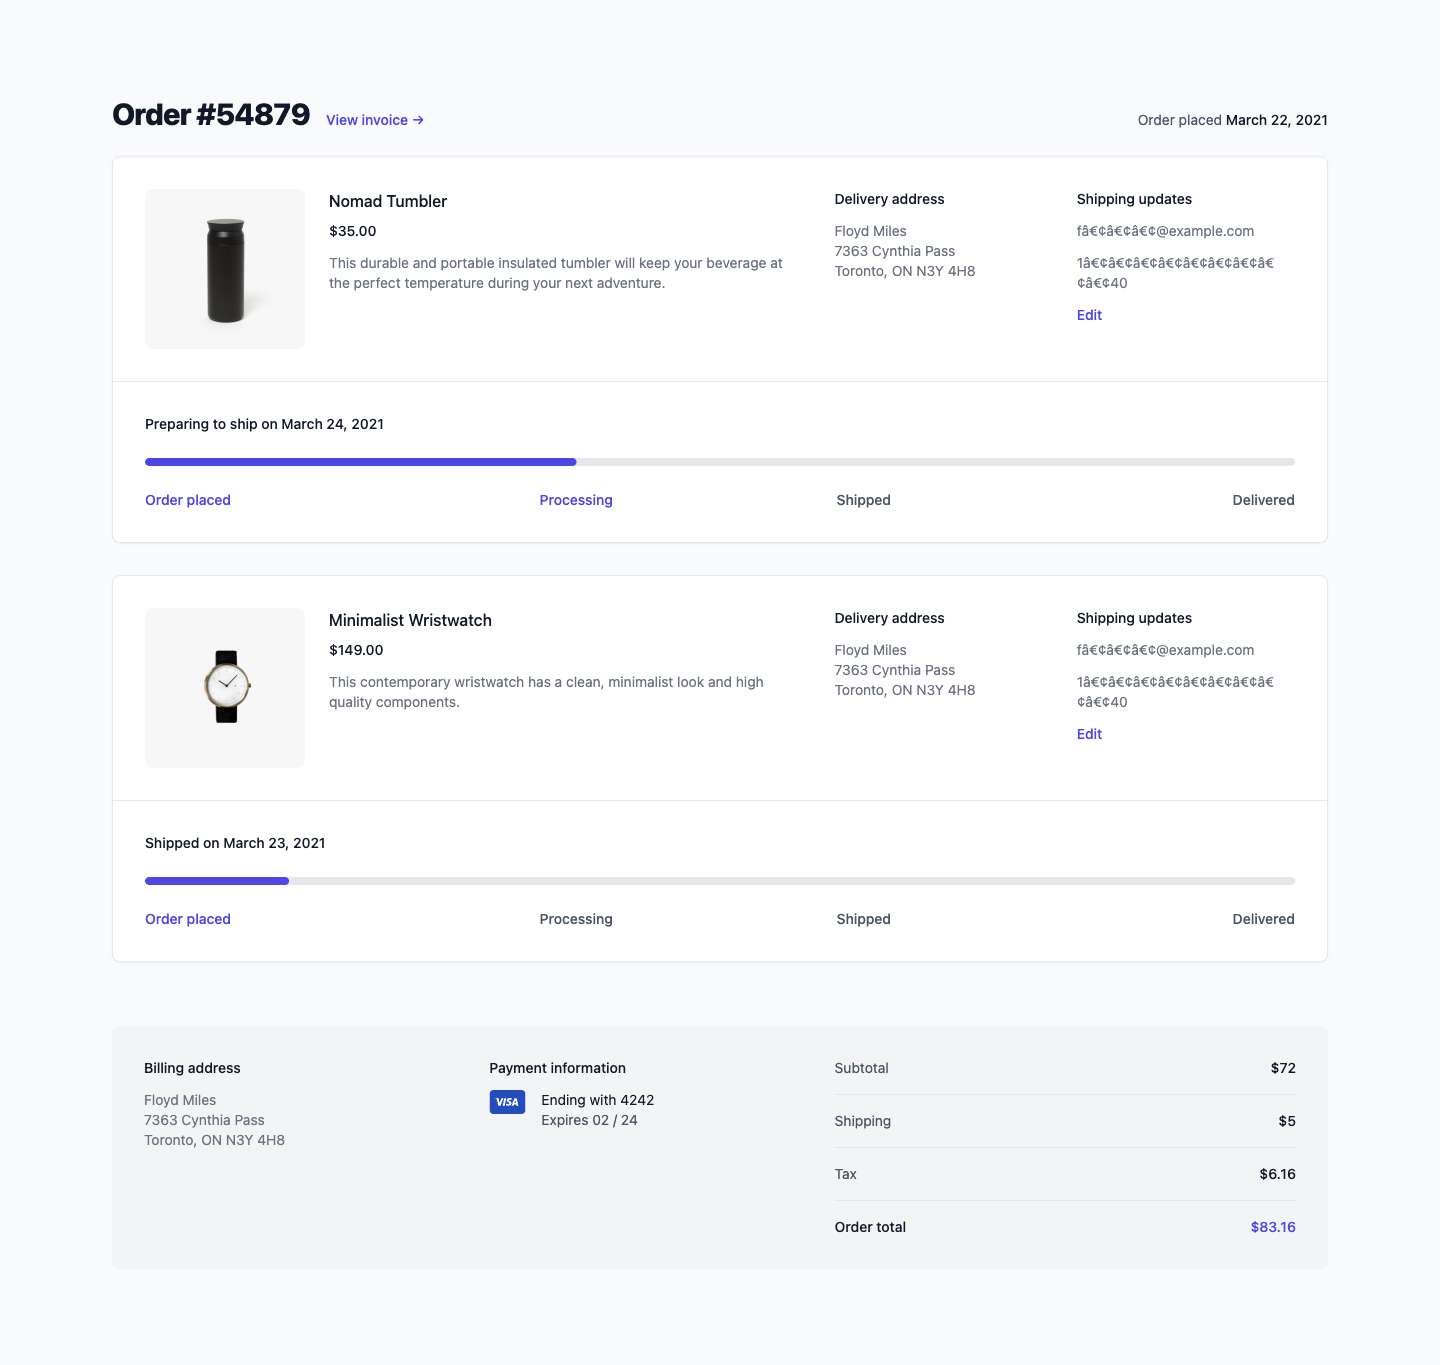 Order #54879 View invoice → Order placed March 22, 2021
Nomad Tumbler
$35.00
This durable and portable insulated tumbler will keep your beverage at
the perfect temperature during your next adventure.
Delivery address
Floyd Miles
7363 Cynthia Pass
Toronto, ON N3Y 4H8
Shipping updates
fâ€¢â€¢â€¢@example.com
1â€¢â€¢â€¢â€¢â€¢â€¢â€¢â€
¢â€¢40
Edit
Preparing to ship on March 24, 2021
Order placed Processing Shipped Delivered
Minimalist Wristwatch
$149.00
This contemporary wristwatch has a clean, minimalist look and high
quality components.
Delivery address
Floyd Miles
7363 Cynthia Pass
Toronto, ON N3Y 4H8
Shipping updates
fâ€¢â€¢â€¢@example.com
1â€¢â€¢â€¢â€¢â€¢â€¢â€¢â€
¢â€¢40
Edit
Shipped on March 23, 2021
Order placed Processing Shipped Delivered
Billing address
Floyd Miles
7363 Cynthia Pass
Toronto, ON N3Y 4H8
Payment information
VISA
Ending with 4242
Expires 02 / 24
Subtotal $72
Shipping $5
Tax $6.16
Order total $83.16